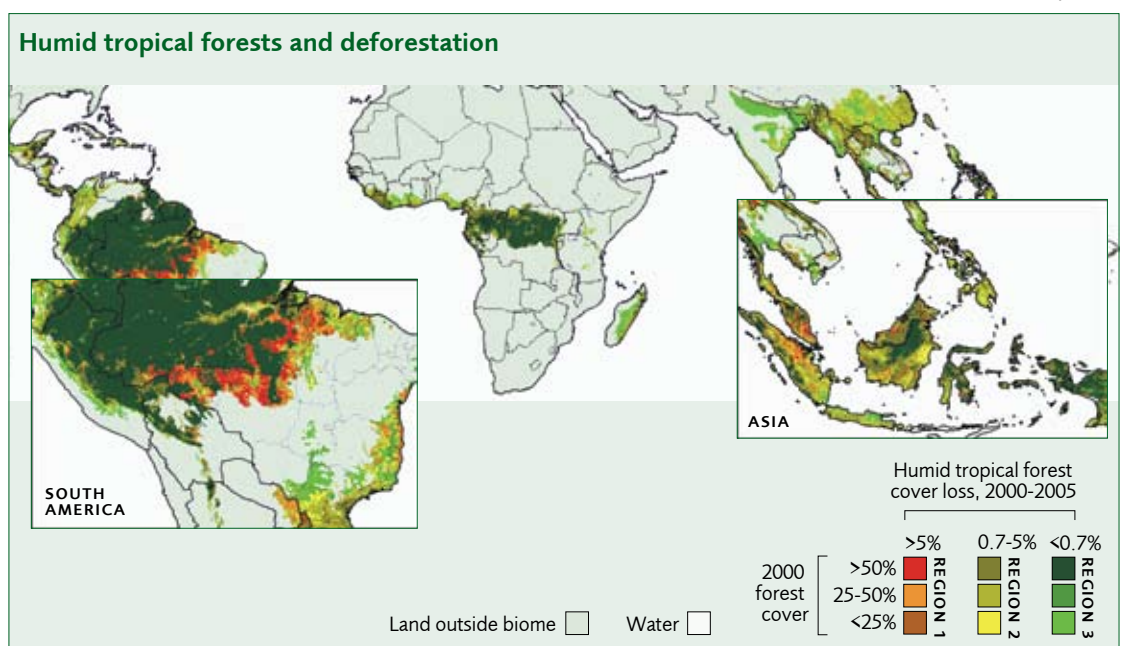 Humid tropical forests and deforestation
SOUTH
AMERICA
ASIA
Humid tropical forest
cover loss, 2000-2005
>5% 0.7-5% <0.7%
2000
forest
cover
>50%
25-50%
<25%
REGION 1
REGION 2
REGION 3
Land outside biome
Water